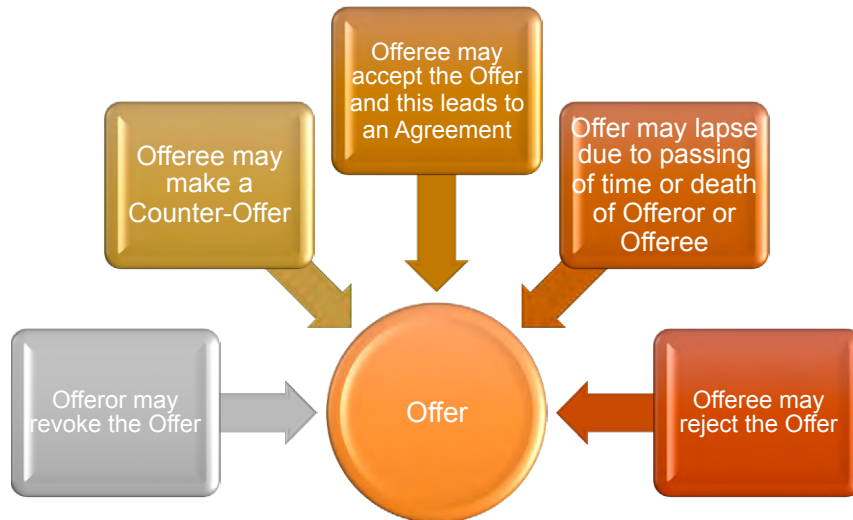 Offeree may
accept the Offer
and this leads to
an Agreement
Offeree may
make a
Counter-Offer
Offer may lapse
due to passing
of time or death
of Offeror or
Offeree
Offeror may
revoke the Offer
Offer
Offeree may
reject the Offer